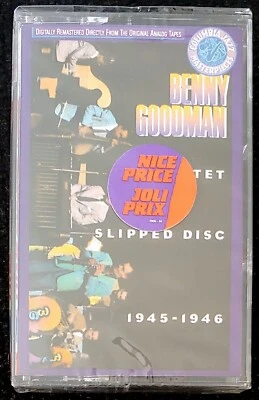 DIGITALLY REMASTERED DIRECTLY FROM THE ORIGINAL ANALOG TAPES
COLUMBIA JAZZ
MASTERPIECES
BENNY
GOODMAN
TET
NICE
PRICE
JOLI
PRIX
SLIPPED DISC
1945-1946